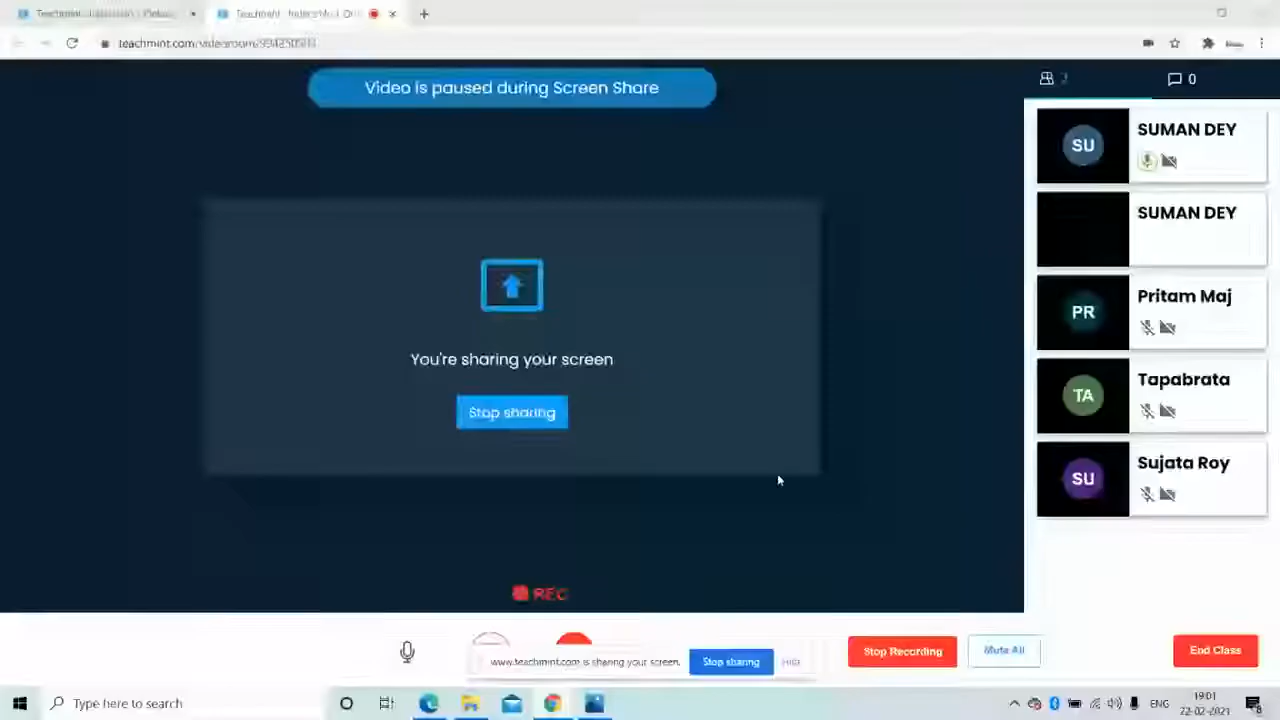 teachmint.com/videoroom/
Video is paused during Screen Share
0
SUMAN DEY
SU
SUMAN DEY
Pritam Maj
PR
Tapabrata
TA
Sujata Roy
SU
You're sharing your screen
Stop sharing
REC
www.teachmint.com is sharing your screen.
Stop sharing
Hide
Stop Recording
Mute All
End Class
Type here to search
ENG
19:01
22-02-2021